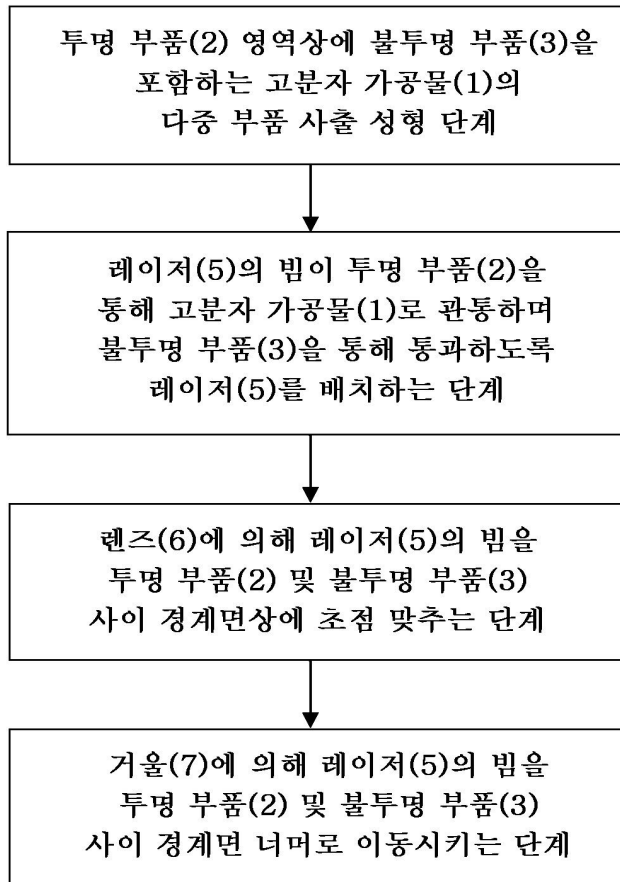 투명 부품(2) 영역상에 불투명 부품(3)을
포함하는 고분자 가공물(1)의
다중 부품 사출 성형 단계
레이저(5)의 빔이 투명 부품(2)을
통해 고분자 가공물(1)로 관통하며
불투명 부품(3)을 통해 통과하도록
레이저(5)를 배치하는 단계
렌즈(6)에 의해 레이저(5)의 빔을
투명 부품(2) 및 불투명 부품(3)
사이 경계면상에 초점 맞추는 단계
거울(7)에 의해 레이저(5)의 빔을
투명 부품(2) 및 불투명 부품(3)
사이 경계면 너머로 이동시키는 단계